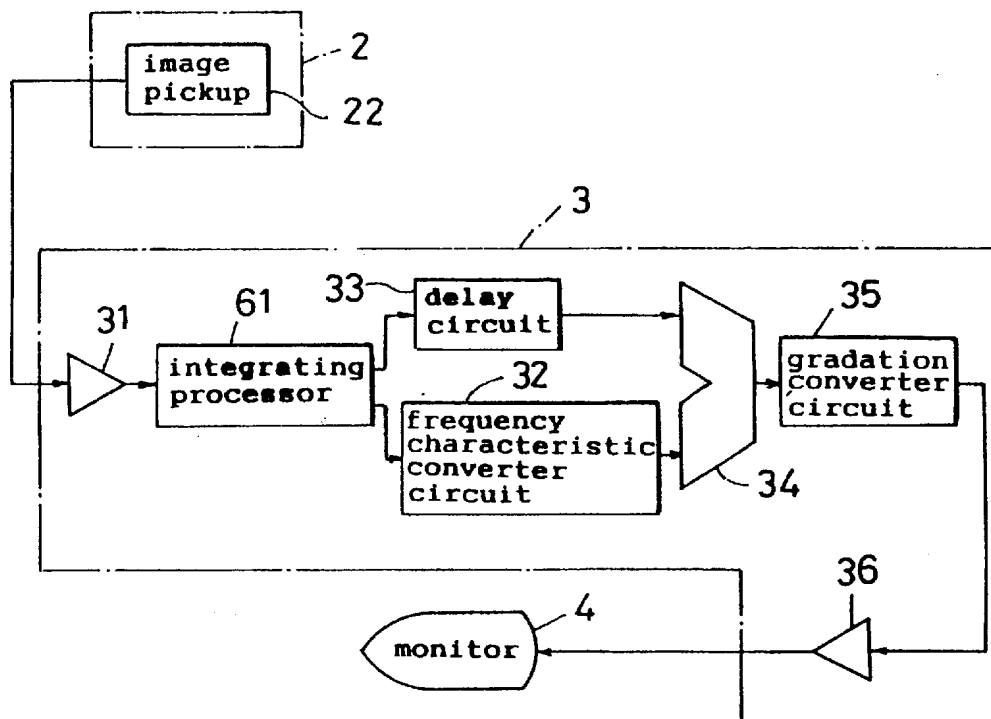 image
pickup
2
22
3
31
61
integrating
processor
33
delay
circuit
32
frequency
characteristic
converter
circuit
34
35
gradation
converter
circuit
36
4
monitor